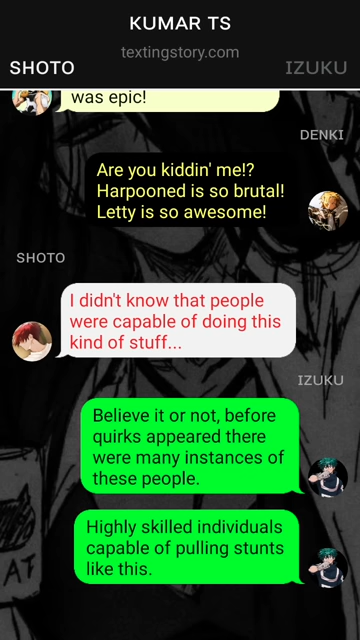 KUMAR TS
textingstory.com
SHOTO
IZUKU
was epic!
DENKI
Are you kiddin' me!?
Harpooned is so brutal!
Letty is so awesome!
SHOTO
I didn't know that people
were capable of doing this
kind of stuff...
IZUKU
Believe it or not, before
quirks appeared there
were many instances of
these people.
Highly skilled individuals
capable of pulling stunts
like this.
AT